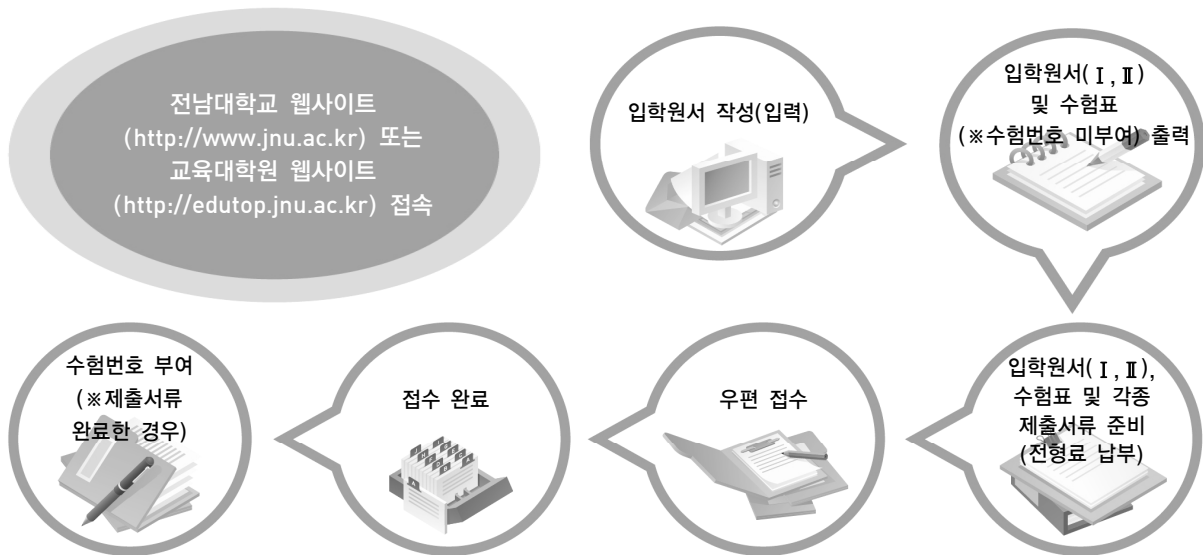 전남대학교 웹사이트
(http://www.jnu.ac.kr) 또는
교육대학원 웹사이트
(http://edutop.jnu.ac.kr) 접속
입학원서 작성(입력)
입학원서(Ⅰ,Ⅱ)
및 수험표
(※수험번호 미부여) 출력
입학원서(Ⅰ,Ⅱ),
수험표 및 각종
제출서류 준비
(전형료 납부)
우편 접수
접수 완료
수험번호 부여
(※제출서류
완료한 경우)